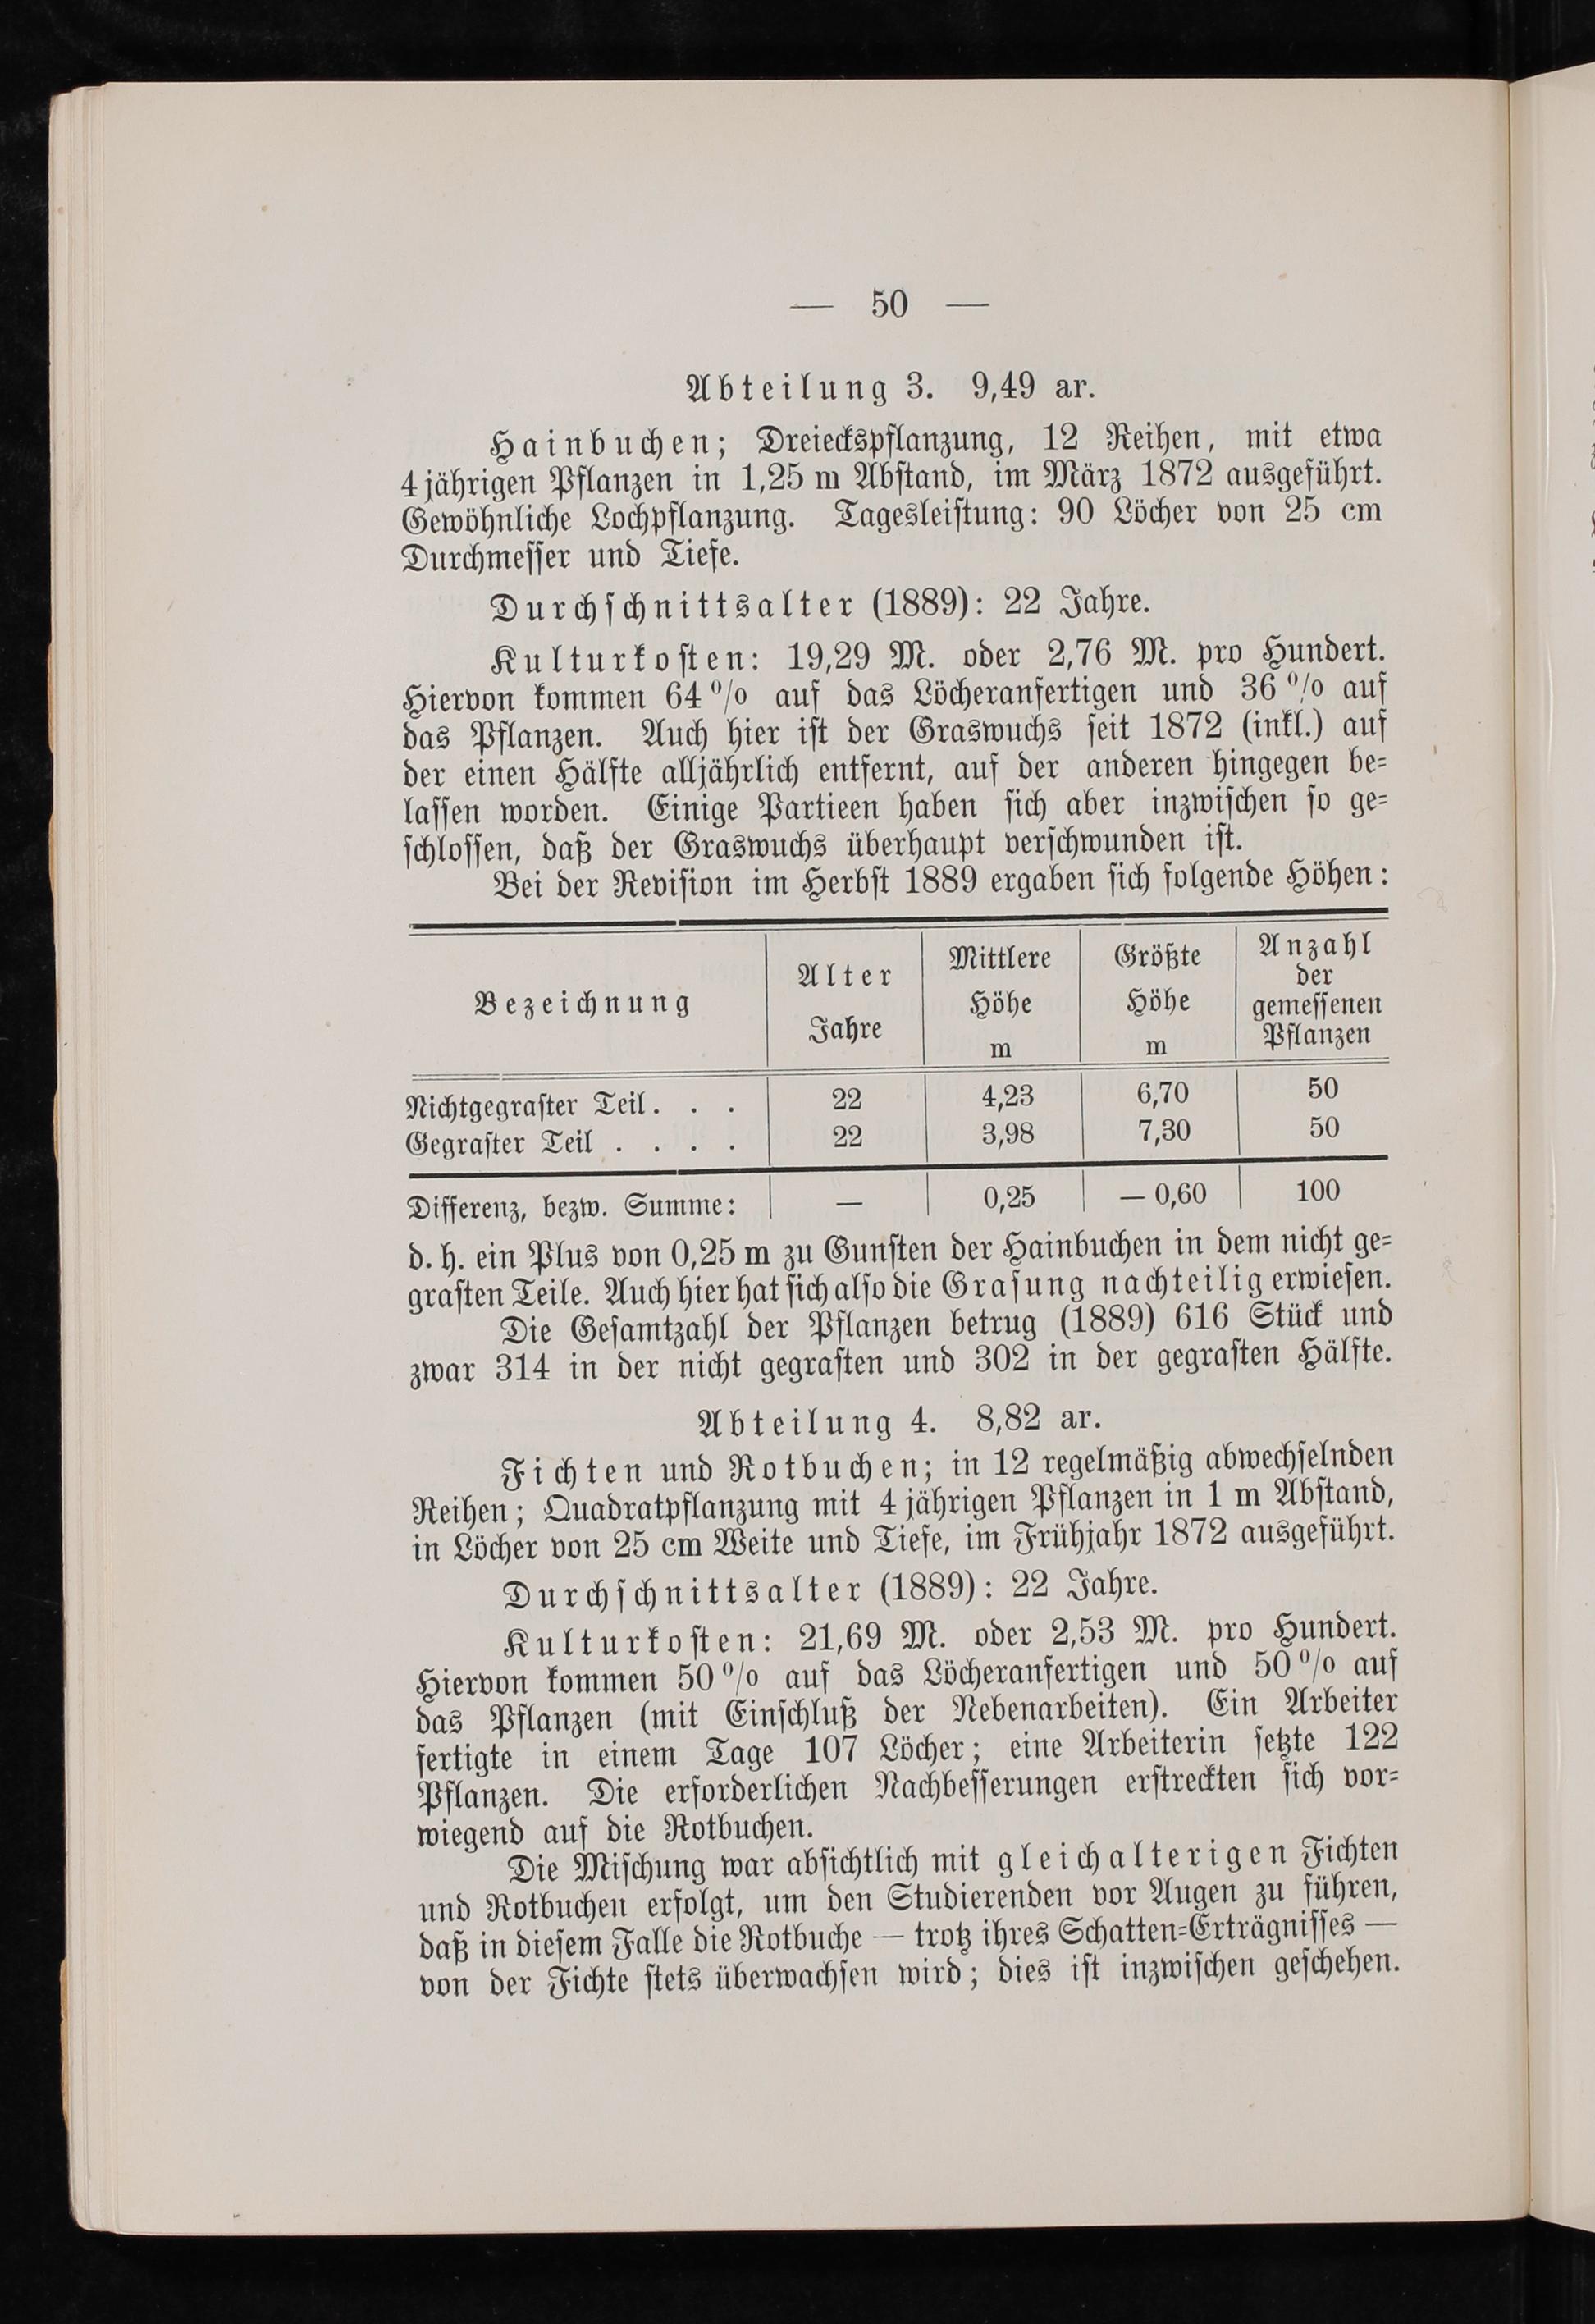 — 50 —
Abteilung 3. 9,49 ar.
Hainbuchen; Dreieckspflanzung, 12 Reihen, mit etwa
4 jährigen Pflanzen in 1,25 m Abstand, im März 1872 ausgeführt.
Gewöhnliche Lochpflanzung. Tagesleistung: 90 Löcher von 25 cm
Durchmesser und Tiefe.
Durchschnittsalter (1889): 22 Jahre.
Kulturkosten: 19,29 M. oder 2,76 M. pro Hundert.
Hiervon kommen 64 % auf das Löcheranfertigen und 36 % auf
das Pflanzen. Auch hier ist der Graswuchs seit 1872 (inkl.) auf
der einen Hälfte alljährlich entfernt, auf der anderen hingegen be-
lassen worden. Einige Partieen haben sich aber inzwischen so ge-
schlossen, daß der Graswuchs überhaupt verschwunden ist.
Bei der Revision im Herbst 1889 ergaben sich folgende Höhen:
Bezeichnung | Alter Jahre | Mittlere Höhe m | Größte Höhe m | Anzahl der gemessenen Pflanzen
Nichtgegraster Teil . . . | 22 | 4,23 | 6,70 | 50
Gegraster Teil . . . . | 22 | 3,98 | 7,30 | 50
Differenz, bezw. Summe: | — | 0,25 | — 0,60 | 100
d. h. ein Plus von 0,25 m zu Gunsten der Hainbuchen in dem nicht ge-
grasten Teile. Auch hier hat sich also die Grasung nachteilig erwiesen.
Die Gesamtzahl der Pflanzen betrug (1889) 616 Stück und
zwar 314 in der nicht gegrasten und 302 in der gegrasten Hälfte.
Abteilung 4. 8,82 ar.
Fichten und Rotbuchen; in 12 regelmäßig abwechselnden
Reihen; Quadratpflanzung mit 4 jährigen Pflanzen in 1 m Abstand,
in Löcher von 25 cm Weite und Tiefe, im Frühjahr 1872 ausgeführt.
Durchschnittsalter (1889): 22 Jahre.
Kulturkosten: 21,69 M. oder 2,53 M. pro Hundert.
Hiervon kommen 50 % auf das Löcheranfertigen und 50 % auf
das Pflanzen (mit Einschluß der Nebenarbeiten). Ein Arbeiter
fertigte in einem Tage 107 Löcher; eine Arbeiterin setzte 122
Pflanzen. Die erforderlichen Nachbesserungen erstreckten sich vor-
wiegend auf die Rotbuchen.
Die Mischung war absichtlich mit gleichalterigen Fichten
und Rotbuchen erfolgt, um den Studierenden vor Augen zu führen,
daß in diesem Falle die Rotbuche — trotz ihres Schatten-Erträgnisses —
von der Fichte stets überwachsen wird; dies ist inzwischen geschehen.